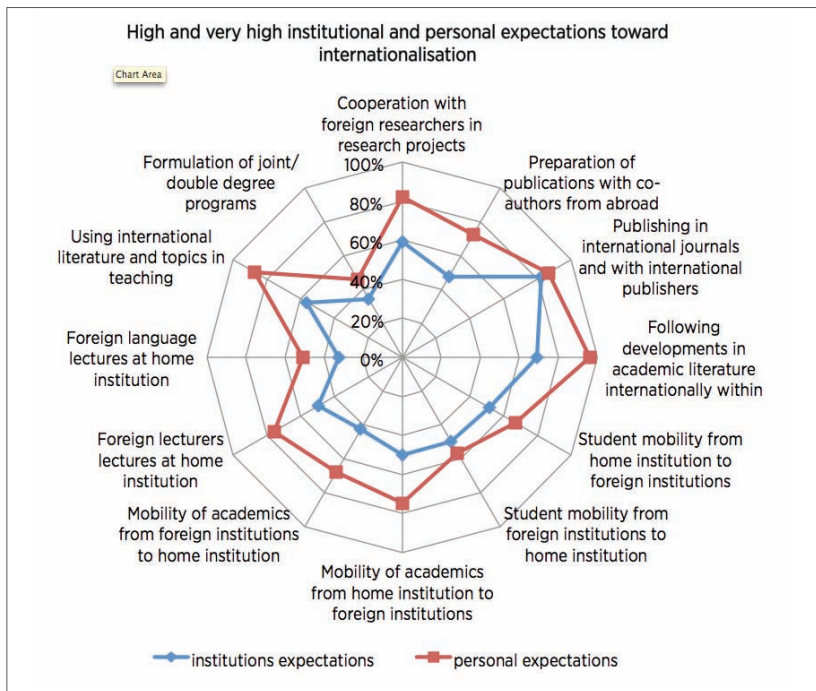 High and very high institutional and personal expectations toward
internationalisation
Chart Area
Cooperation with
foreign researchers in
research projects
Preparation of
publications with co-
authors from abroad
Publishing in
international journals
and with international
publishers
Following
developments in
academic literature
internationally within
Student mobility from
home institution to
foreign institutions
Student mobility from
foreign institutions to
home institution
Mobility of academics
from home institution to
foreign institutions
Mobility of academics
from foreign institutions
to home institution
Foreign lecturers
lectures at home
institution
Foreign language
lectures at home
institution
Using international
literature and topics in
teaching
Formulation of joint/
double degree
programs
100%
80%
60%
40%
20%
0%
institutions expectations
personal expectations